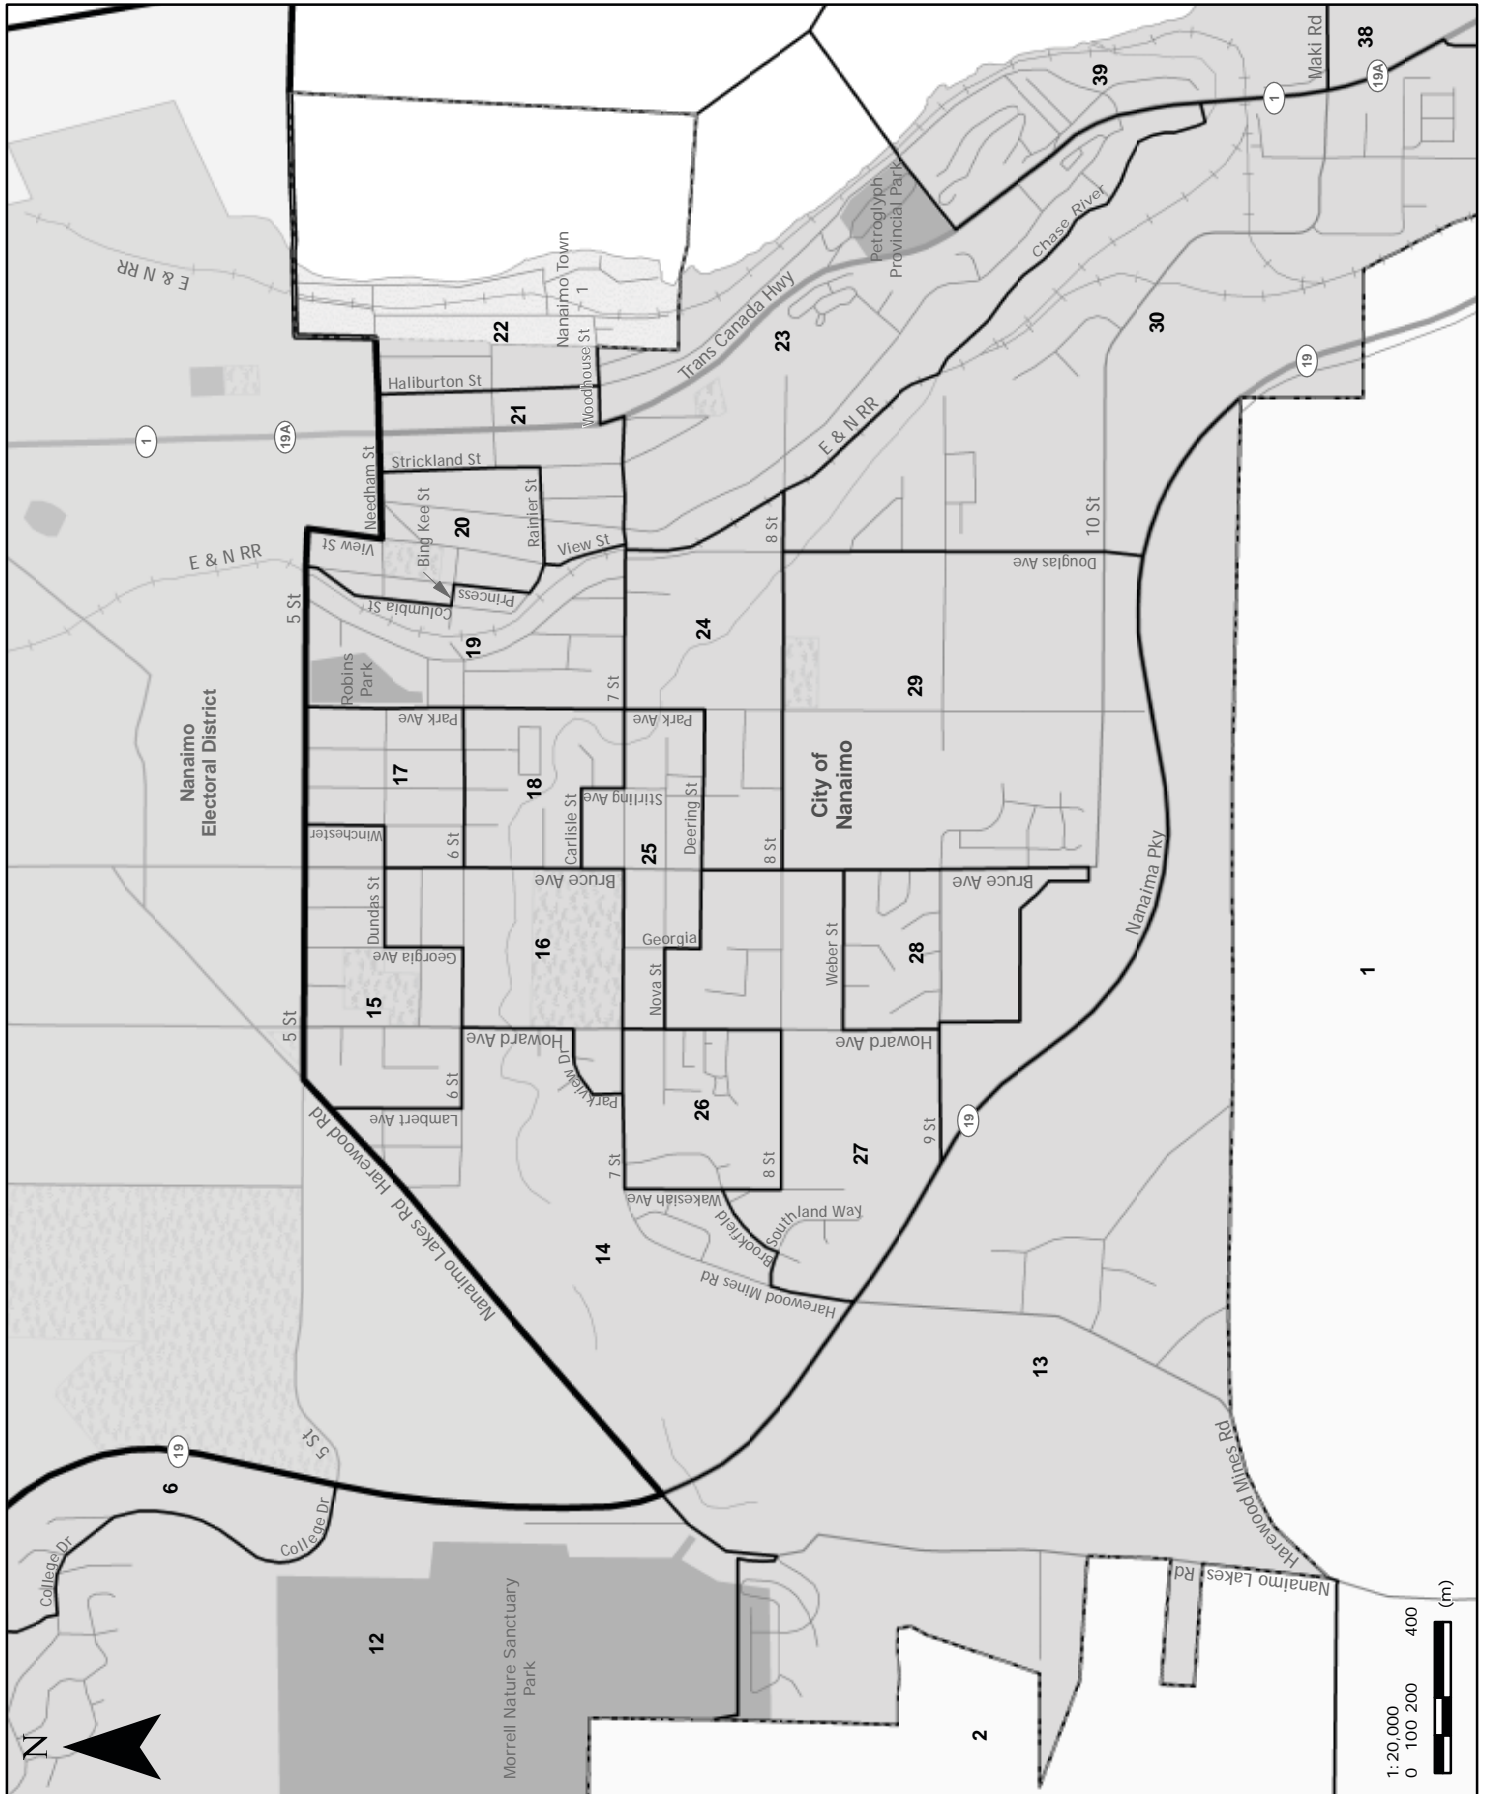 N
College Dr
College Dr
6
19
5 St
12
Morrell Nature Sanctuary
Park
2
1:20,000
0 100 200 400
(m)
Nanaimo Lakes Rd
Harewood Rd
Nanaimo
Electoral District
5 St
5 St
E & N RR
E & N RR
1
19A
Needham St
View St
Bing Kee St
Columbia St
Princess
Strickland St
Haliburton St
Rainier St
View St
Woodhouse St
Nanaimo Town
1
22
21
20
19
Robins
Park
Park Ave
17
Winchester
6 St
Dundas St
Georgia Ave
15
6 St
Lambert Ave
Howard Ave
16
Bruce Ave
18
Carlisle St
Stirling Ave
7 St
Park Ave
24
25
Deering St
8 St
Georgia
Nova St
Parkview Dr
7 St
26
8 St
Wakesiah Ave
Brookfield
Southland Way
14
Harewood Mines Rd
27
9 St
19
Howard Ave
Weber St
28
Bruce Ave
City of
Nanaimo
29
8 St
Douglas Ave
10 St
Nanaima Pky
13
Harewood Mines Rd
Nanaimo Lakes
Rd
1
23
Trans Canada Hwy
E & N RR
Petroglyph
Provincial Park
Chase River
30
19
39
1
19A
Maki Rd
38